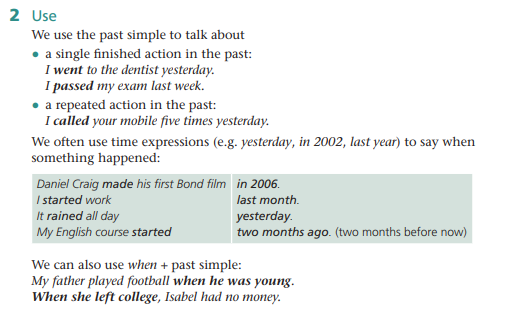 2 Use
We use the past simple to talk about
• a single finished action in the past:
I went to the dentist yesterday.
I passed my exam last week.
• a repeated action in the past:
I called your mobile five times yesterday.
We often use time expressions (e.g. yesterday, in 2002, last year) to say when
something happened:
Daniel Craig made his first Bond film in 2006.
I started work last month.
It rained all day yesterday.
My English course started two months ago. (two months before now)
We can also use when + past simple:
My father played football when he was young.
When she left college, Isabel had no money.